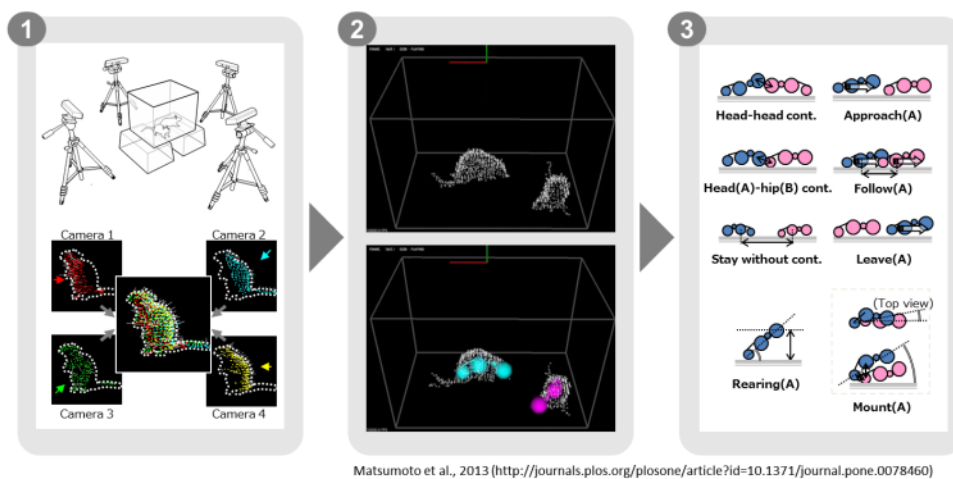 1
2
3
Camera 1
Camera 2
Camera 3
Camera 4
Head-head cont.
Approach(A)
Head(A)-hip(B) cont.
Follow(A)
Stay without cont.
Leave(A)
(Top view)
Rearing(A)
Mount(A)
Matsumoto et al., 2013 (http://journals.plos.org/plosone/article?id=10.1371/journal.pone.0078460)